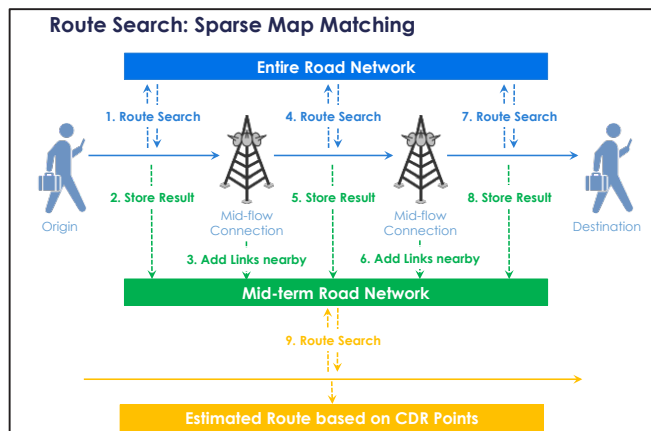 Route Search: Sparse Map Matching
Entire Road Network
1. Route Search
4. Route Search
7. Route Search
2. Store Result
5. Store Result
8. Store Result
Origin
Mid-flow
Connection
Mid-flow
Connection
Destination
3. Add Links nearby
6. Add Links nearby
Mid-term Road Network
9. Route Search
Estimated Route based on CDR Points